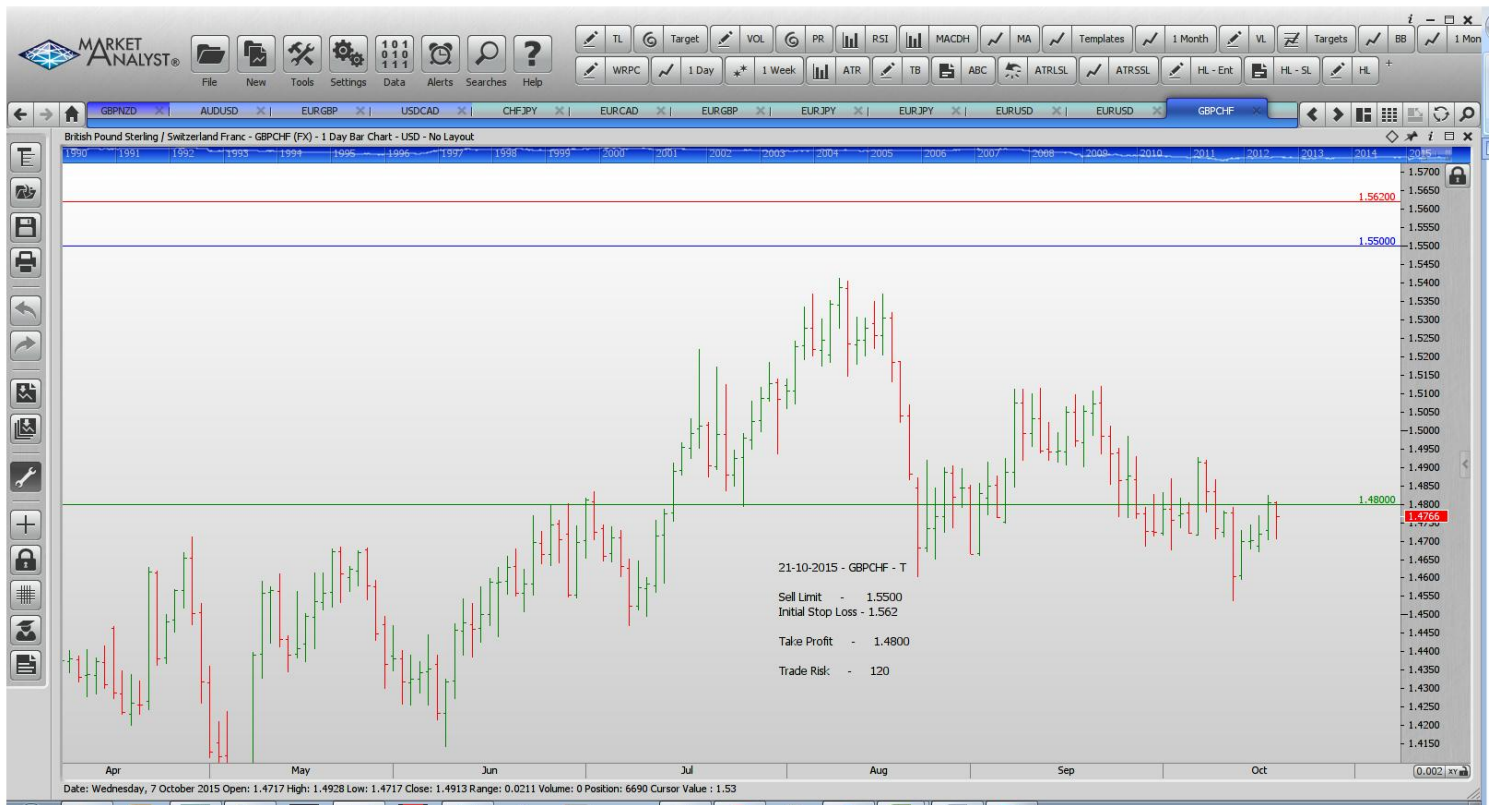 i
MARKET ANALYST®
File New Tools Settings Data Alerts Searches Help
TL Target VOL PR RSI MACDH MA Templates 1 Month VL Targets BB 1 Mon
WRPC 1 Day 1 Week ATR TB ABC ATRLSL ATRSSL HL - Ent HL - SL HL +
GBPNZD AUDUSD EURGBP USDCAD CHFJPY EURCAD EURGBP EURJPY EURJPY EURUSD EURUSD GBPCHF
British Pound Sterling / Switzerland Franc - GBPCHF (FX) - 1 Day Bar Chart - USD - No Layout
1990 1991 1992 1993 1994 1995 1996 1997 1998 1999 2000 2001 2002 2003 2004 2005 2006 2007 2008 2009 2010 2011 2012 2013 2014 2015
1.5700
1.5650
1.56200
1.5600
1.5550
1.55000
1.5500
1.5450
1.5400
1.5350
1.5300
1.5250
1.5200
1.5150
1.5100
1.5050
1.5000
1.4950
1.4900
1.4850
1.48000
1.4800
1.4766
1.4700
1.4650
1.4600
1.4550
1.4500
1.4450
1.4400
1.4350
1.4300
1.4250
1.4200
1.4150
21-10-2015 - GBPCHF - T
Sell Limit - 1.5500
Initial Stop Loss - 1.562
Take Profit - 1.4800
Trade Risk - 120
Apr May Jun Jul Aug Sep Oct
0.002 XY
Date: Wednesday, 7 October 2015 Open: 1.4717 High: 1.4928 Low: 1.4717 Close: 1.4913 Range: 0.0211 Volume: 0 Position: 6690 Cursor Value : 1.53